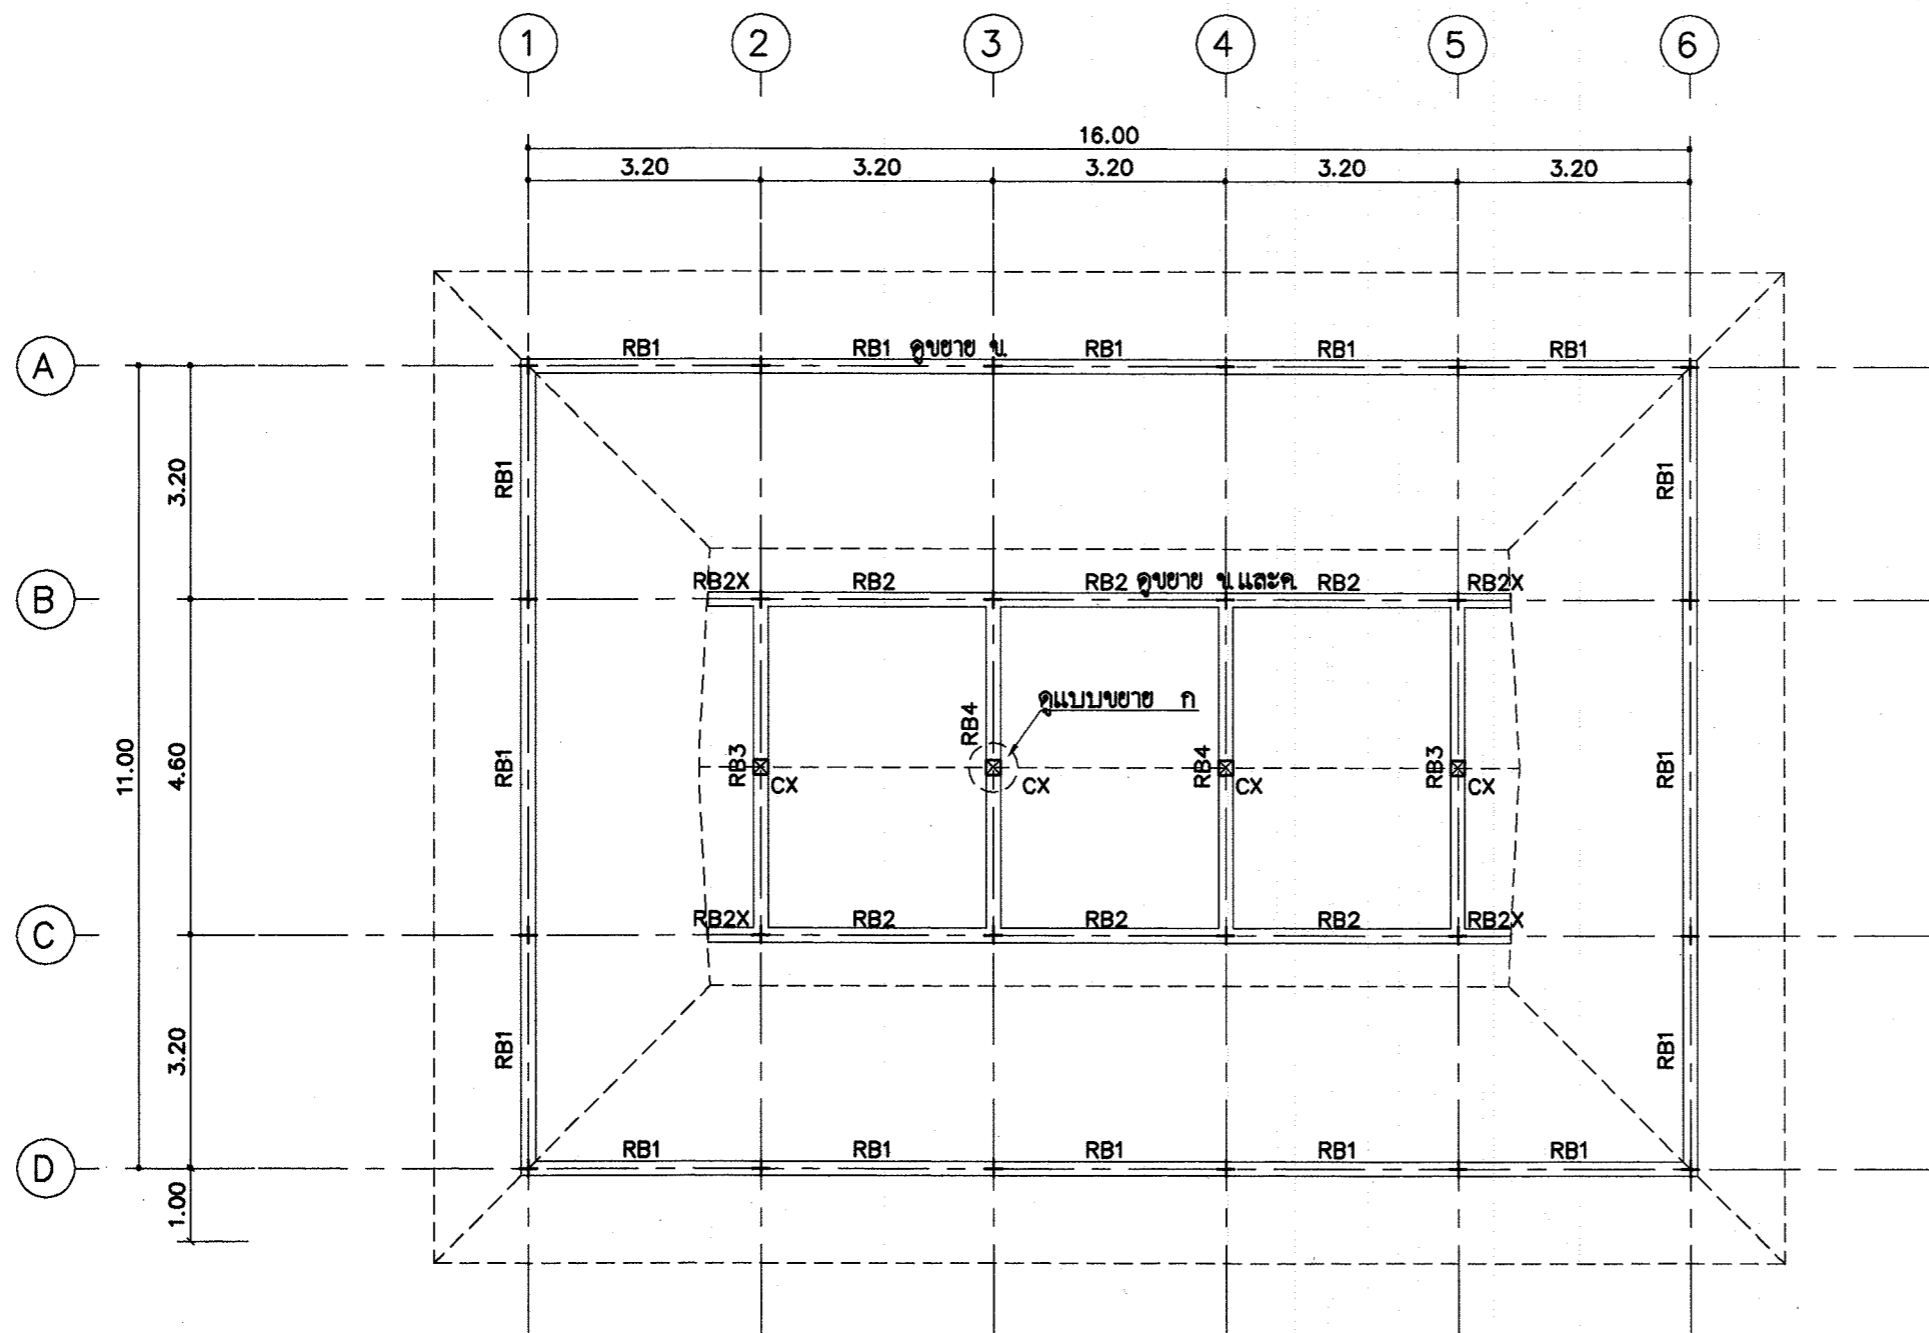 1 2 3 4 5 6
16.00
3.20 3.20 3.20 3.20 3.20
A
RB1 RB1 ดูขยาย ข. RB1 RB1 RB1
3.20
RB1 RB1
B
RB2X RB2 RB2 ดูขยาย ข และค. RB2 RB2X
ดูแบบขยาย ก
11.00
4.60
RB1 RB3 RB4 RB4 RB3 RB1
CX CX CX CX
C
RB2X RB2 RB2 RB2 RB2X
3.20
RB1 RB1
D
RB1 RB1 RB1 RB1 RB1
1.00